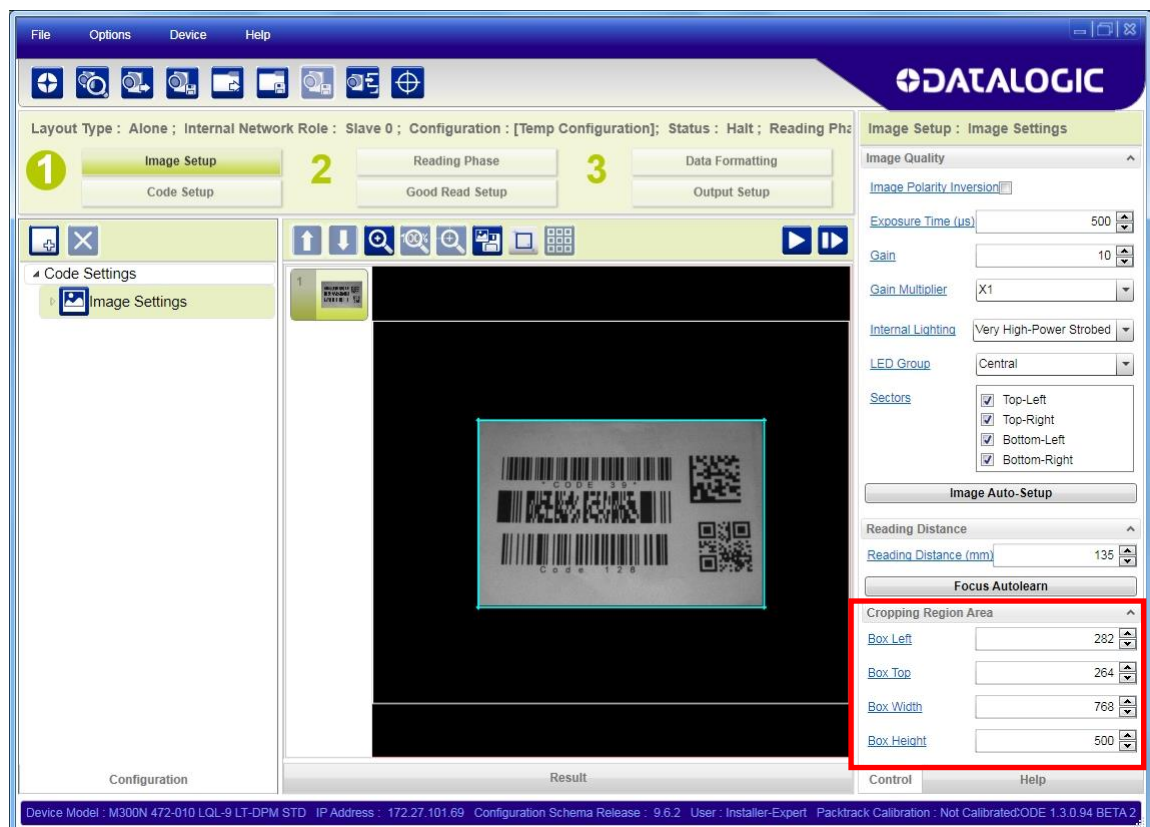 File Options Device Help
DATALOGIC
Layout Type : Alone ; Internal Network Role : Slave 0 ; Configuration : [Temp Configuration]; Status : Halt ; Reading Pha
1 Image Setup 2 Reading Phase 3 Data Formatting
Code Setup Good Read Setup Output Setup
Code Settings
Image Settings
1
*CODE 39*
Code 128
Configuration
Result
Image Setup : Image Settings
Image Quality
Image Polarity Inversion
Exposure Time (µs) 500
Gain 10
Gain Multiplier X1
Internal Lighting Very High-Power Strobed
LED Group Central
Sectors Top-Left
Top-Right
Bottom-Left
Bottom-Right
Image Auto-Setup
Reading Distance
Reading Distance (mm) 135
Focus Autolearn
Cropping Region Area
Box Left 282
Box Top 264
Box Width 768
Box Height 500
Control Help
Device Model : M300N 472-010 LQL-9 LT-DPM STD IP Address : 172.27.101.69 Configuration Schema Release : 9.6.2 User : Installer-Expert Packtrack Calibration : Not Calibrated CODE 1.3.0.94 BETA 2